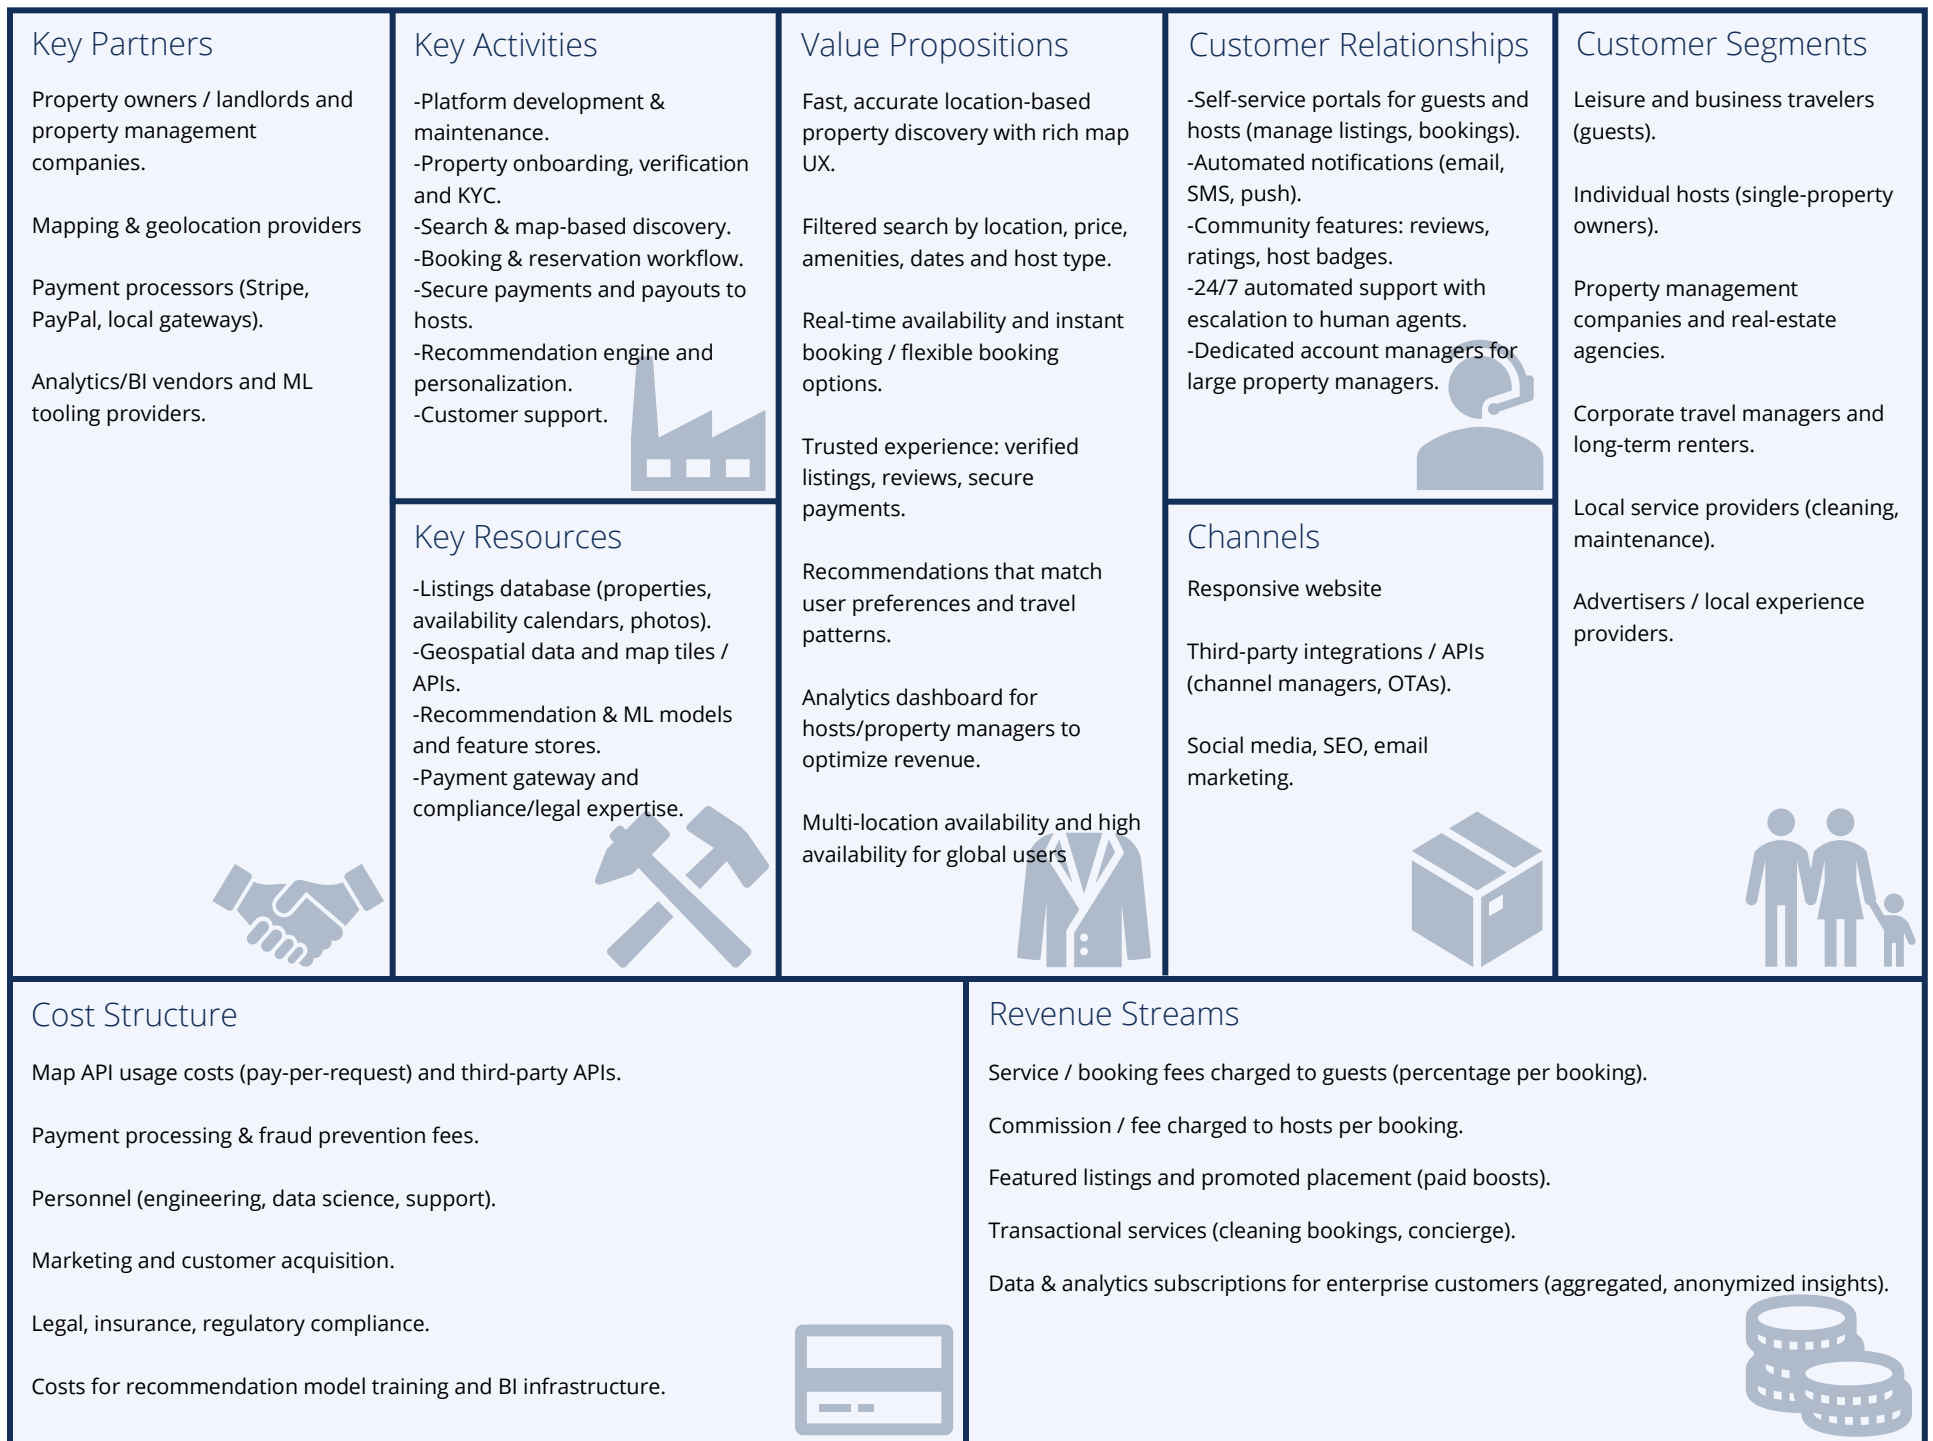 Key Partners
Property owners / landlords and
property management
companies.
Mapping & geolocation providers
Payment processors (Stripe,
PayPal, local gateways).
Analytics/BI vendors and ML
tooling providers.
Key Activities
-Platform development &
maintenance.
-Property onboarding, verification
and KYC.
-Search & map-based discovery.
-Booking & reservation workflow.
-Secure payments and payouts to
hosts.
-Recommendation engine and
personalization.
-Customer support.
Key Resources
-Listings database (properties,
availability calendars, photos).
-Geospatial data and map tiles /
APIs.
-Recommendation & ML models
and feature stores.
-Payment gateway and
compliance/legal expertise.
Value Propositions
Fast, accurate location-based
property discovery with rich map
UX.
Filtered search by location, price,
amenities, dates and host type.
Real-time availability and instant
booking / flexible booking
options.
Trusted experience: verified
listings, reviews, secure
payments.
Recommendations that match
user preferences and travel
patterns.
Analytics dashboard for
hosts/property managers to
optimize revenue.
Multi-location availability and high
availability for global users
Customer Relationships
-Self-service portals for guests and
hosts (manage listings, bookings).
-Automated notifications (email,
SMS, push).
-Community features: reviews,
ratings, host badges.
-24/7 automated support with
escalation to human agents.
-Dedicated account managers for
large property managers.
Channels
Responsive website
Third-party integrations / APIs
(channel managers, OTAs).
Social media, SEO, email
marketing.
Customer Segments
Leisure and business travelers
(guests).
Individual hosts (single-property
owners).
Property management
companies and real-estate
agencies.
Corporate travel managers and
long-term renters.
Local service providers (cleaning,
maintenance).
Advertisers / local experience
providers.
Cost Structure
Map API usage costs (pay-per-request) and third-party APIs.
Payment processing & fraud prevention fees.
Personnel (engineering, data science, support).
Marketing and customer acquisition.
Legal, insurance, regulatory compliance.
Costs for recommendation model training and BI infrastructure.
Revenue Streams
Service / booking fees charged to guests (percentage per booking).
Commission / fee charged to hosts per booking.
Featured listings and promoted placement (paid boosts).
Transactional services (cleaning bookings, concierge).
Data & analytics subscriptions for enterprise customers (aggregated, anonymized insights).